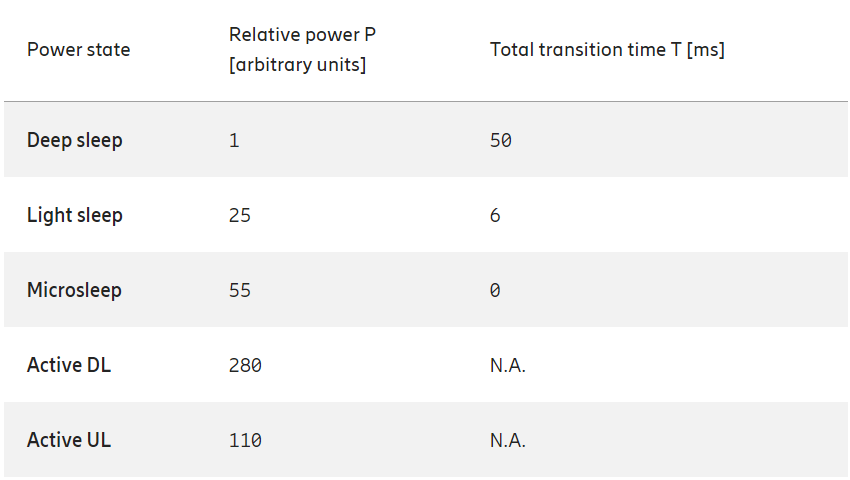 Power state Relative power P [arbitrary units] Total transition time T [ms]
Deep sleep 1 50
Light sleep 25 6
Microsleep 55 0
Active DL 280 N.A.
Active UL 110 N.A.